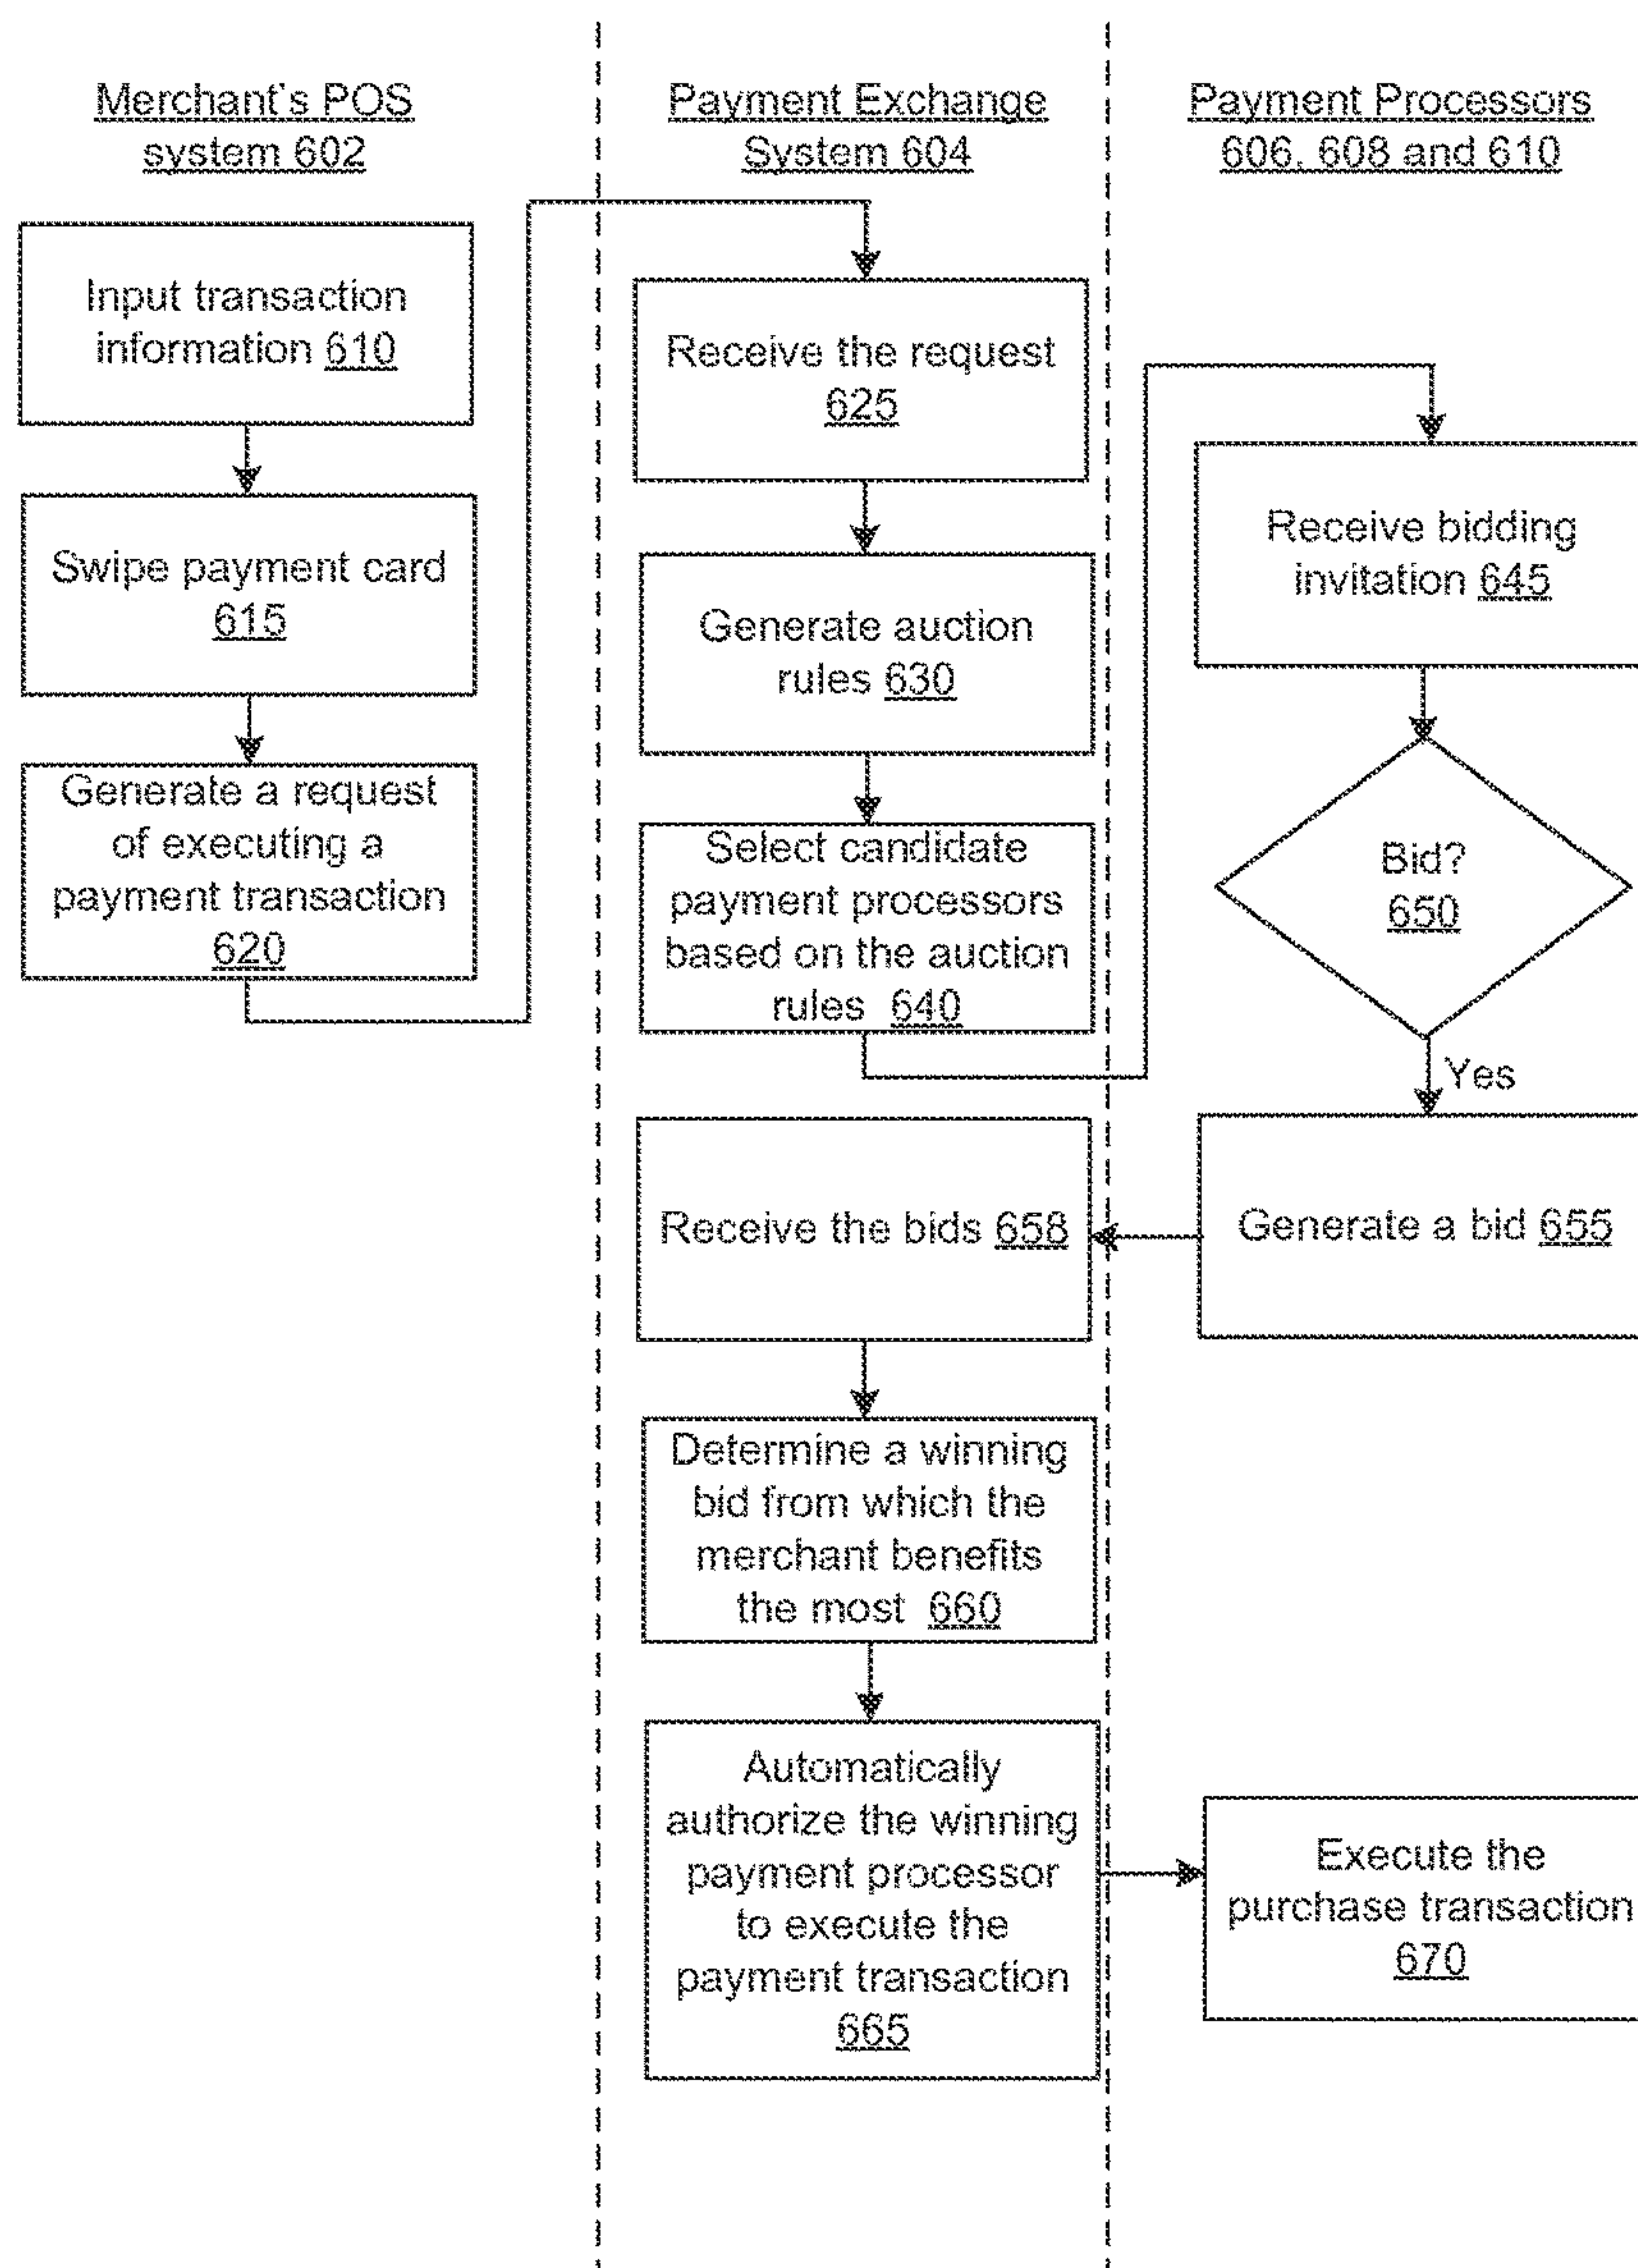 Merchant's POS
system 602
Payment Exchange
System 604
Payment Processors
606, 608 and 610
Input transaction
information 610
Swipe payment card
615
Generate a request
of executing a
payment transaction
620
Receive the request
625
Generate auction
rules 630
Select candidate
payment processors
based on the auction
rules 640
Receive bidding
invitation 645
Bid?
650
Yes
Generate a bid 655
Receive the bids 658
Determine a winning
bid from which the
merchant benefits
the most 660
Automatically
authorize the winning
payment processor
to execute the
payment transaction
665
Execute the
purchase transaction
670